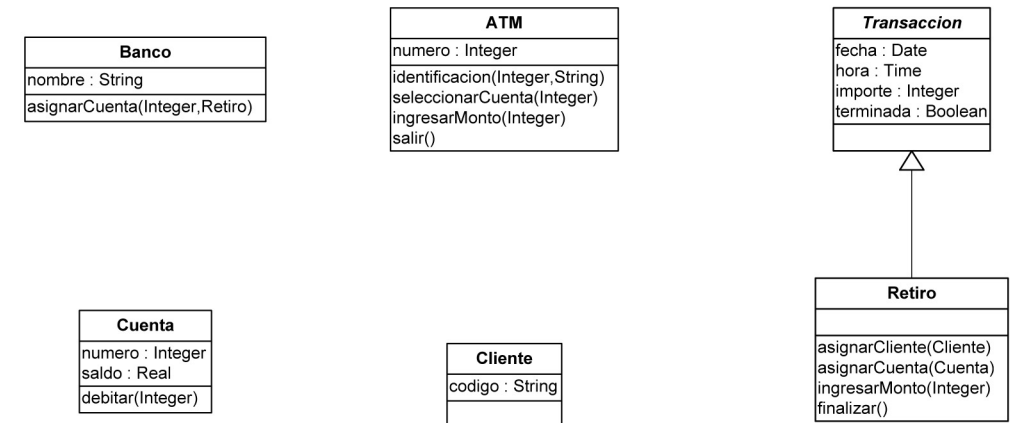 Banco
nombre : String
asignarCuenta(Integer,Retiro)
ATM
numero : Integer
identificacion(Integer,String)
seleccionarCuenta(Integer)
ingresarMonto(Integer)
salir()
Transaccion
fecha : Date
hora : Time
importe : Integer
terminada : Boolean
Cuenta
numero : Integer
saldo : Real
debitar(Integer)
Cliente
codigo : String
Retiro
asignarCliente(Cliente)
asignarCuenta(Cuenta)
ingresarMonto(Integer)
finalizar()